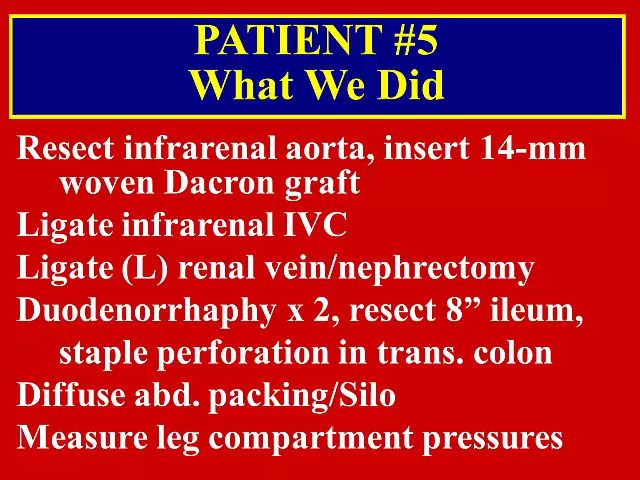 PATIENT #5
What We Did
Resect infrarenal aorta, insert 14-mm
woven Dacron graft
Ligate infrarenal IVC
Ligate (L) renal vein/nephrectomy
Duodenorrhaphy x 2, resect 8” ileum,
staple perforation in trans. colon
Diffuse abd. packing/Silo
Measure leg compartment pressures